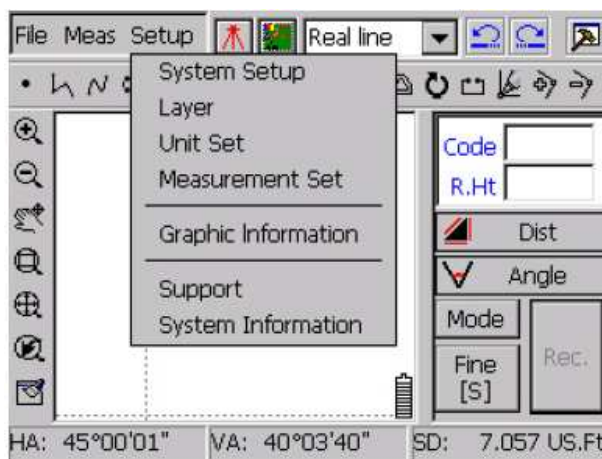 File Meas Setup Real line
System Setup
Layer
Unit Set
Measurement Set
Graphic Information
Support
System Information
Code
R.Ht
Dist
Angle
Mode
Fine
[S]
Rec.
HA: 45°00'01" VA: 40°03'40" SD: 7.057 US.Ft